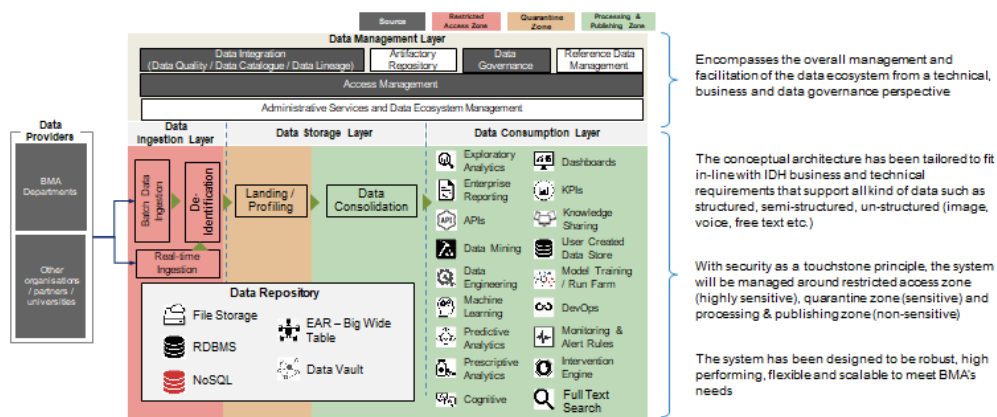 Source
Restricted
Access Zone
Quarantine
Zone
Processing &
Publishing Zone
Data Management Layer
Data Integration
(Data Quality / Data Catalogue / Data Lineage)
Artifactory
Repository
Data
Governance
Reference Data
Management
Access Management
Administrative Services and Data Ecosystem Management
Encompasses the overall management and
facilitation of the data ecosystem from a technical,
business and data governance perspective
Data
Providers
BMA
Departments
Other
organisations
/ partners /
universities
Data
Ingestion Layer
Data Storage Layer
Data Consumption Layer
Batch Data
Ingestion
De-
Identification
Real-time
Ingestion
Landing /
Profiling
Data
Consolidation
Data Repository
File Storage
RDBMS
NoSQL
EAR – Big Wide
Table
Data Vault
Exploratory
Analytics
Enterprise
Reporting
API
APIs
Data Mining
Data
Engineering
Machine
Learning
Predictive
Analytics
Prescriptive
Analytics
Cognitive
Dashboards
KPIs
Knowledge
Sharing
User Created
Data Store
Model Training
/ Run Farm
DevOps
Monitoring &
Alert Rules
Intervention
Engine
Full Text
Search
The conceptual architecture has been tailored to fit
in-line with IDH business and technical
requirements that support all kind of data such as
structured, semi-structured, un-structured (image,
voice, free text etc.)
With security as a touchstone principle, the system
will be managed around restricted access zone
(highly sensitive), quarantine zone (sensitive) and
processing & publishing zone (non-sensitive)
The system has been designed to be robust, high
performing, flexible and scalable to meet BMA's
needs